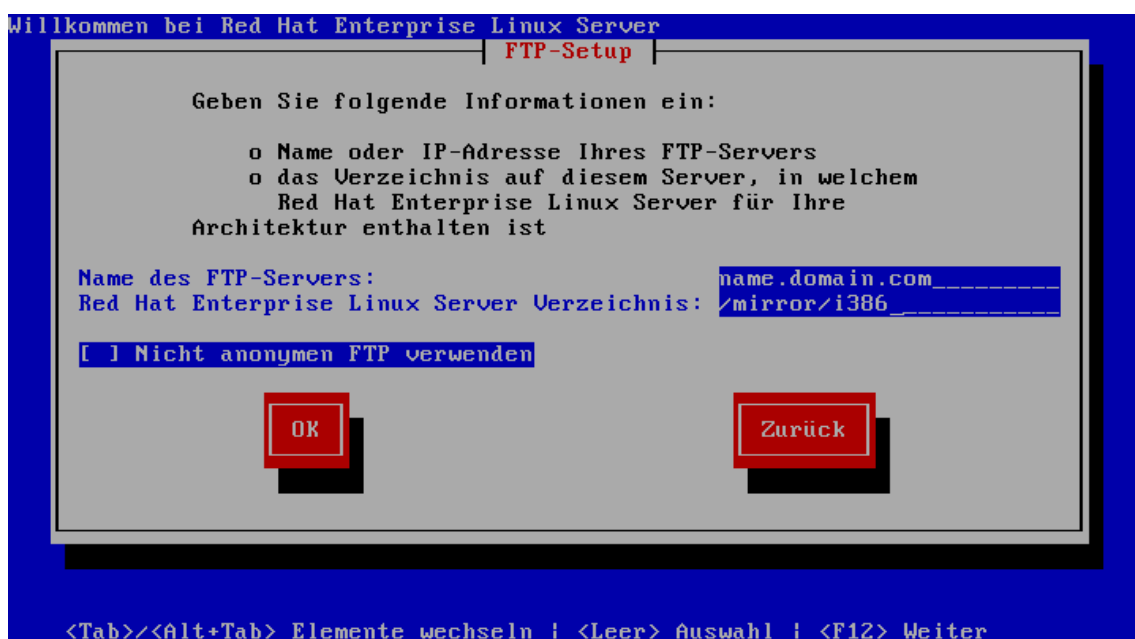 Willkommen bei Red Hat Enterprise Linux Server
FTP-Setup
Geben Sie folgende Informationen ein:
o Name oder IP-Adresse Ihres FTP-Servers
o das Verzeichnis auf diesem Server, in welchem
Red Hat Enterprise Linux Server für Ihre
Architektur enthalten ist
Name des FTP-Servers: name.domain.com_________
Red Hat Enterprise Linux Server Verzeichnis: /mirror/i386____________
[ ] Nicht anonymen FTP verwenden
OK Zurück
<Tab>/<Alt+Tab> Elemente wechseln | <Leer> Auswahl | <F12> Weiter